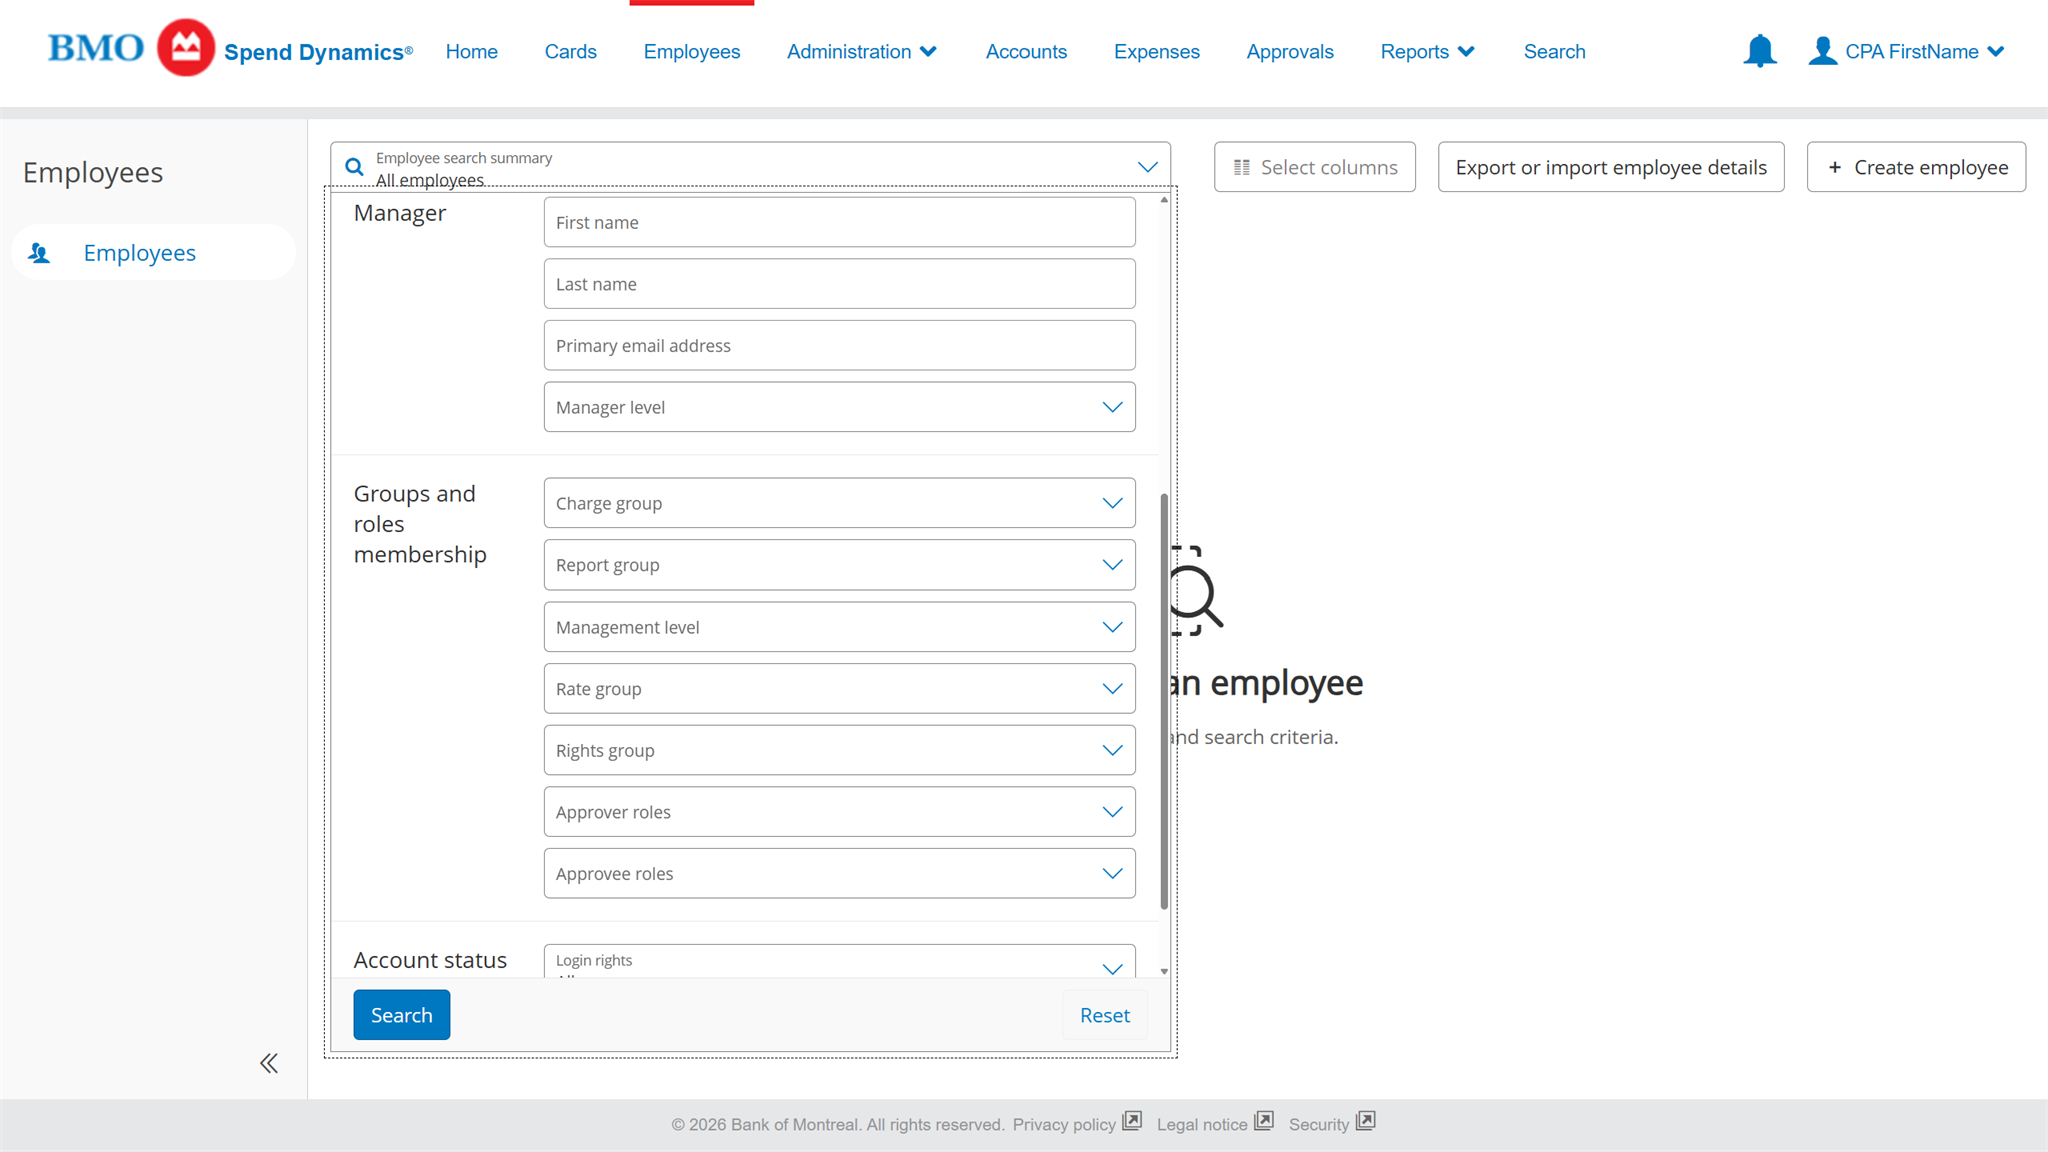 BMO Spend Dynamics®
Home
Cards
Employees
Administration
Accounts
Expenses
Approvals
Reports
Search
CPA FirstName
Employees
Employees
Employee search summary
All employees
Select columns
Export or import employee details
+ Create employee
Manager
First name
Last name
Primary email address
Manager level
Groups and
roles
membership
Charge group
Report group
Management level
Rate group
Rights group
Approver roles
Approvee roles
Account status
Login rights
Search
Reset
an employee
and search criteria.
© 2026 Bank of Montreal. All rights reserved. Privacy policy Legal notice Security